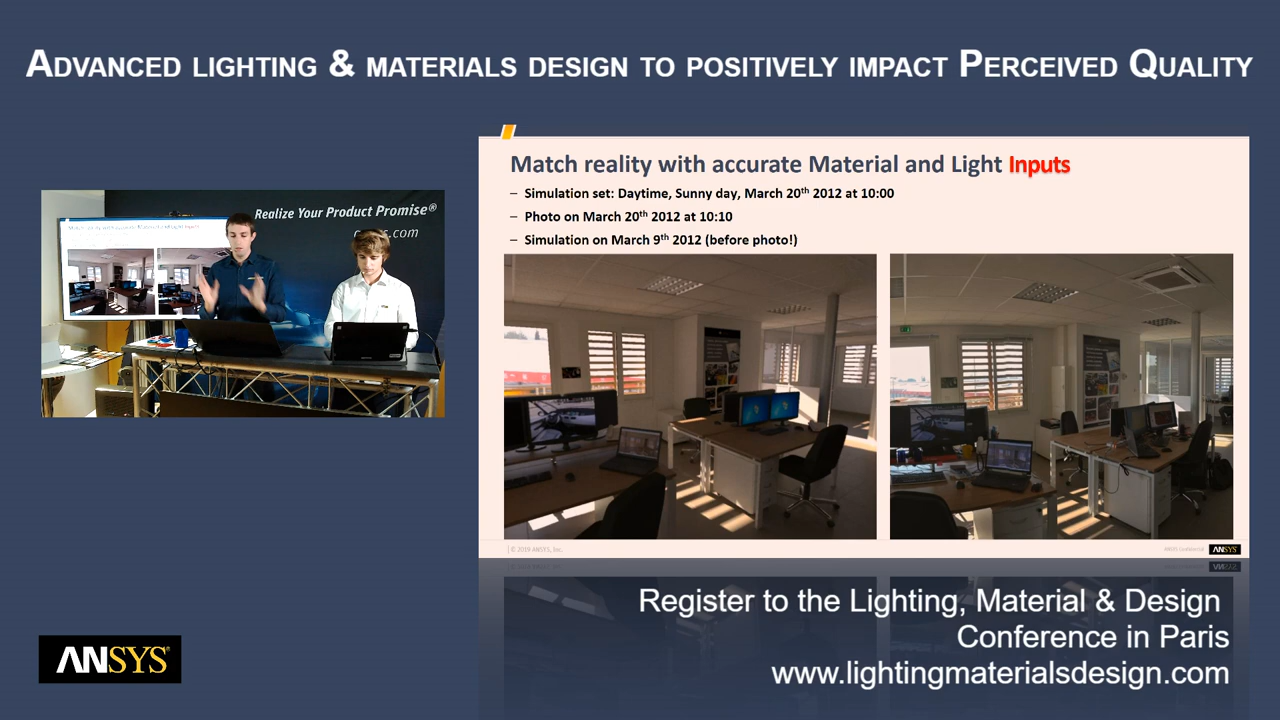 ADVANCED LIGHTING & MATERIALS DESIGN TO POSITIVELY IMPACT PERCEIVED QUALITY
Realize Your Product Promise®
Match reality with accurate Material and Light Inputs
– Simulation set: Daytime, Sunny day, March 20th 2012 at 10:00
– Photo on March 20th 2012 at 10:10
– Simulation on March 9th 2012 (before photo!)
© 2019 ANSYS, Inc.
ANSYS Confidential
ANSYS
Register to the Lighting, Material & Design
Conference in Paris
www.lightingmaterialsdesign.com
ANSYS®